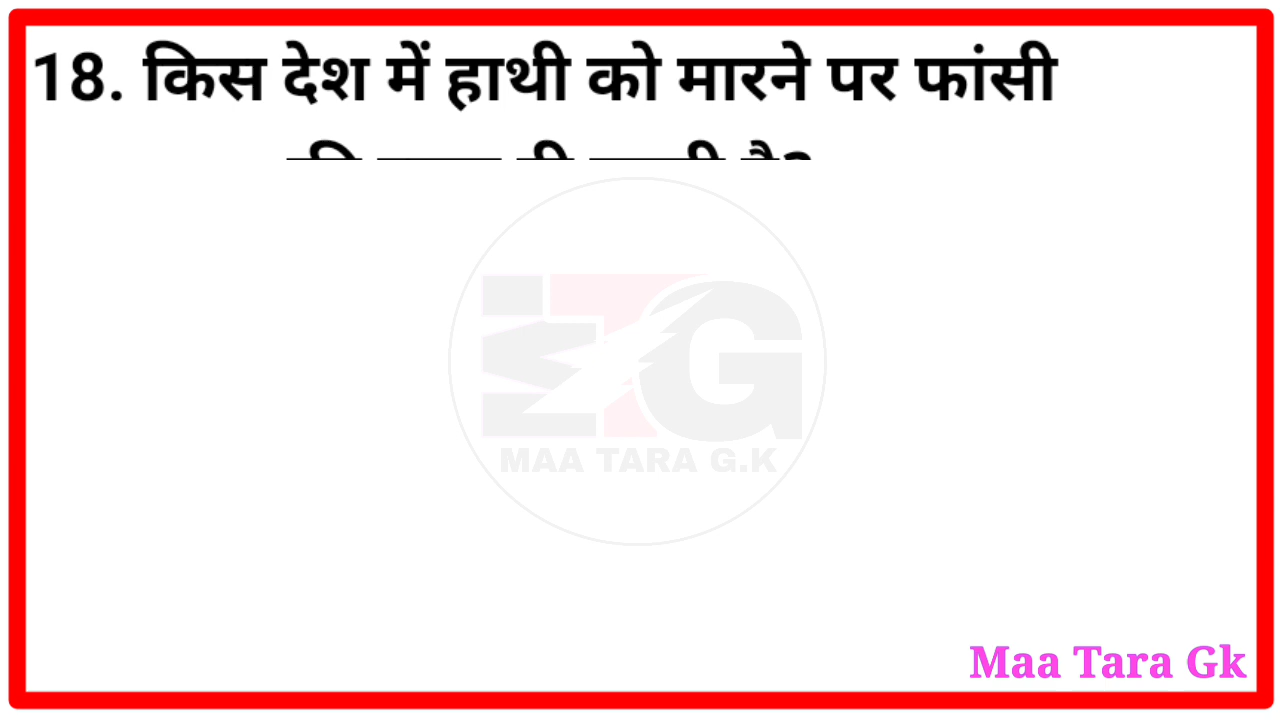 18. किस देश में हाथी को मारने पर फांसी
MAA TARA G.K
Maa Tara Gk